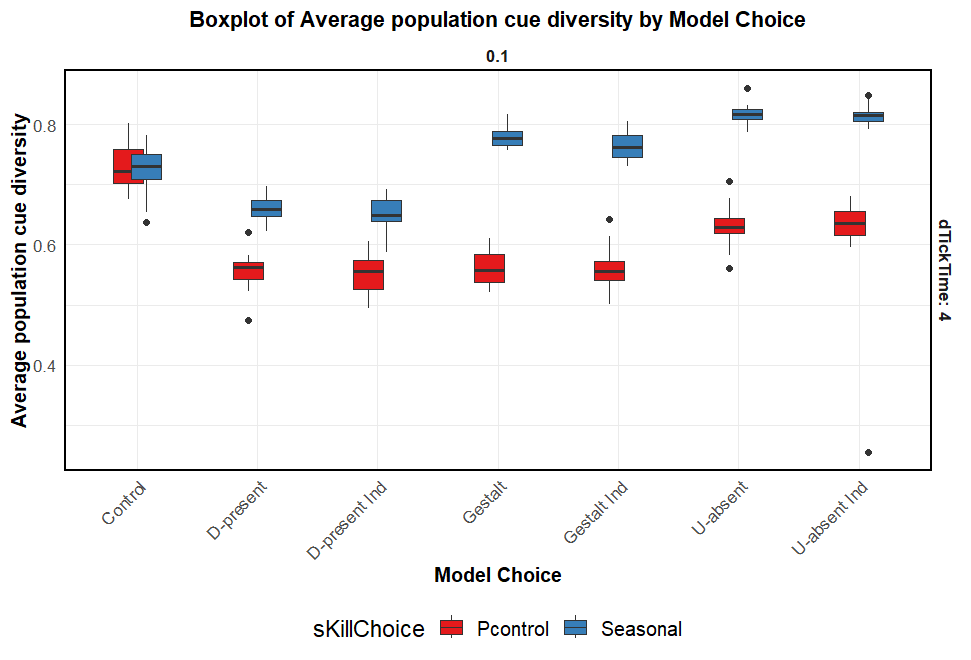 Boxplot of Average population cue diversity by Model Choice
0.1
Average population cue diversity
0.8
0.6
0.4
dTickTime: 4
Control
D-present
D-present Ind
Gestalt
Gestalt Ind
U-absent
U-absent Ind
Model Choice
sKillChoice Pcontrol Seasonal